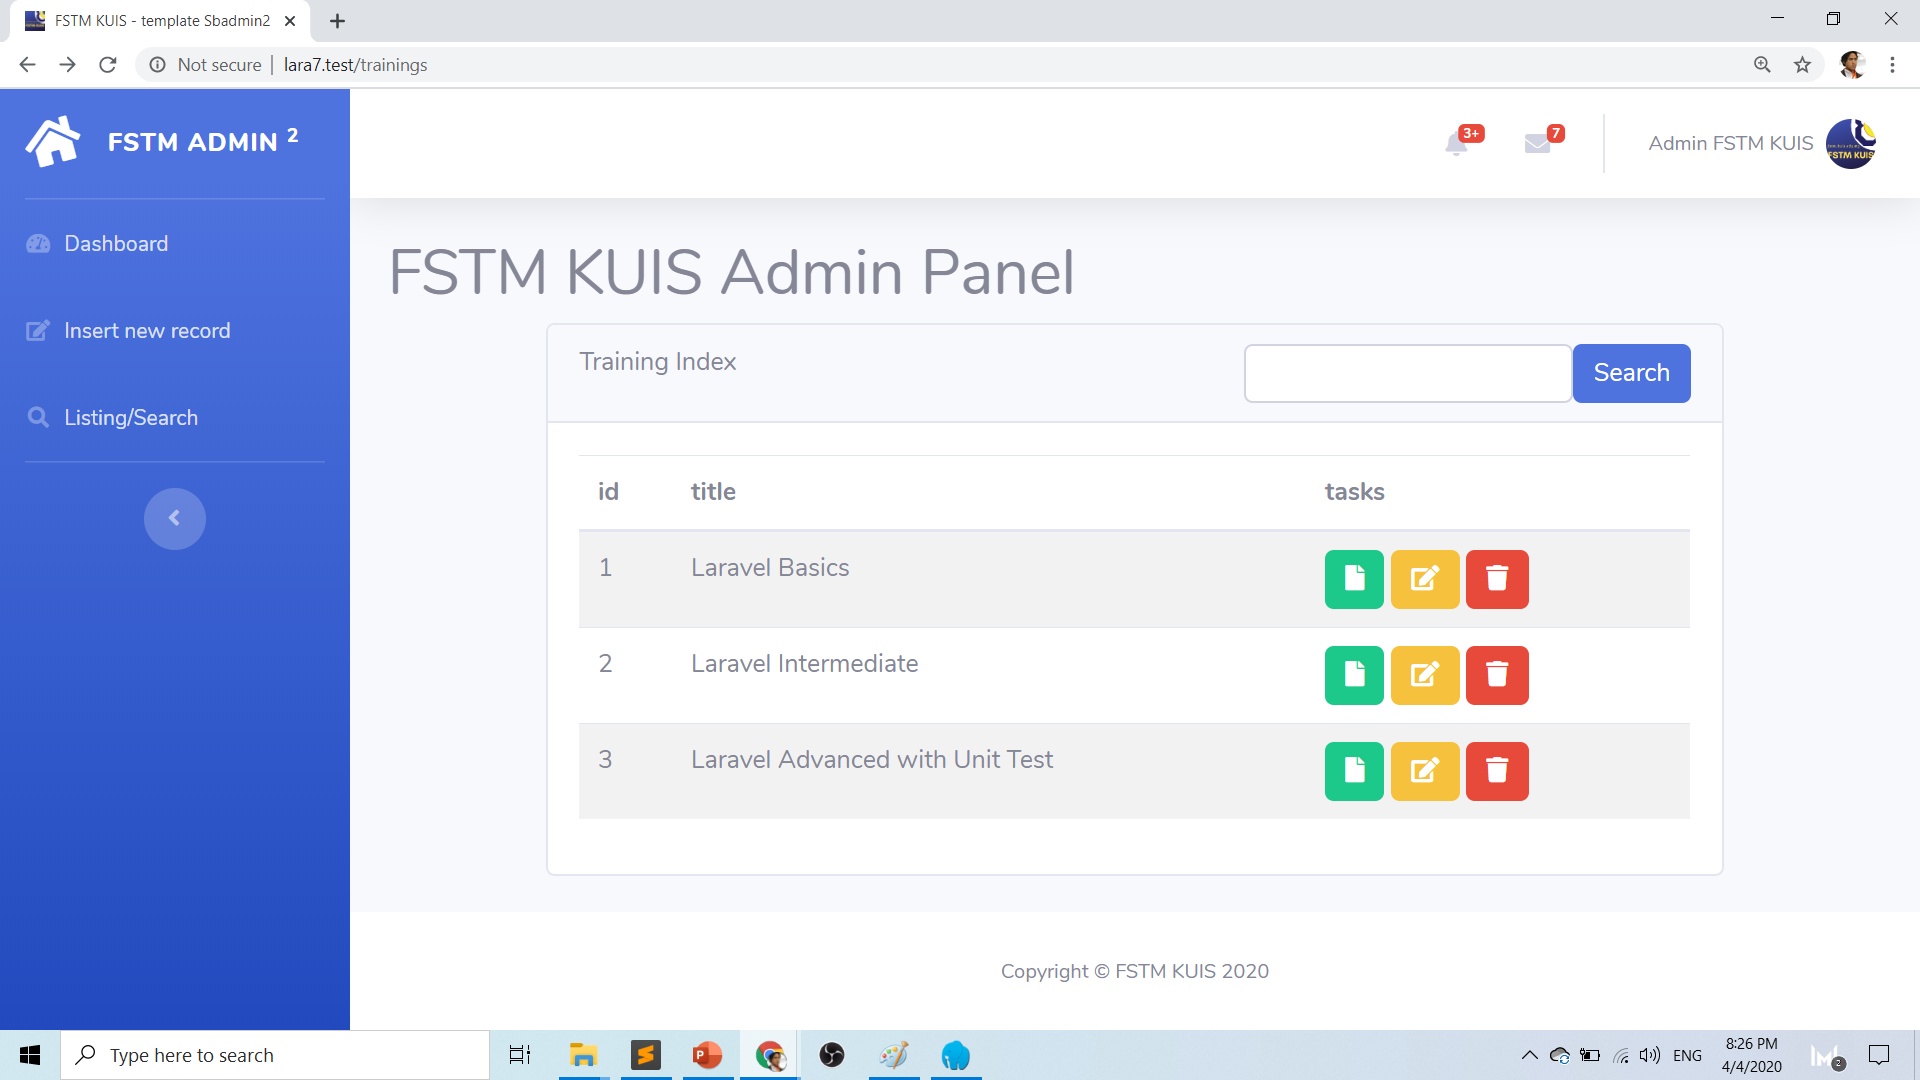 FSTM KUIS - template Sbadmin2
Not secure | lara7.test/trainings
FSTM ADMIN 2
3+
7
Admin FSTM KUIS
FSTM KUIS
Dashboard
Insert new record
Listing/Search
FSTM KUIS Admin Panel
Training Index
Search
id title tasks
1 Laravel Basics
2 Laravel Intermediate
3 Laravel Advanced with Unit Test
Copyright © FSTM KUIS 2020
Type here to search
ENG
8:26 PM
4/4/2020
2